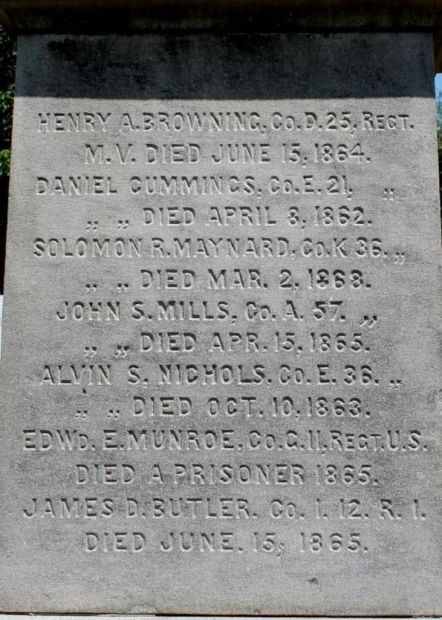 HENRY A. BROWNING, CO. D. 25, REGT.
M.V. DIED JUNE 15, 1864.
DANIEL CUMMINGS, CO. E. 21, „
„ „ DIED APRIL 8, 1862.
SOLOMON R. MAYNARD, CO. K 36. „
„ „ DIED MAR. 2, 1868.
JOHN S. MILLS, CO. A. 57. „
„ „ DIED APR. 15, 1865.
ALVIN S. NICHOLS, CO. E. 36. „
„ „ DIED OCT. 10, 1863.
EDWD. E. MUNROE, CO. G. 11, REGT. U.S.
DIED A PRISONER 1865.
JAMES D. BUTLER. CO. I. 12. R. I.
DIED JUNE. 15, 1865.